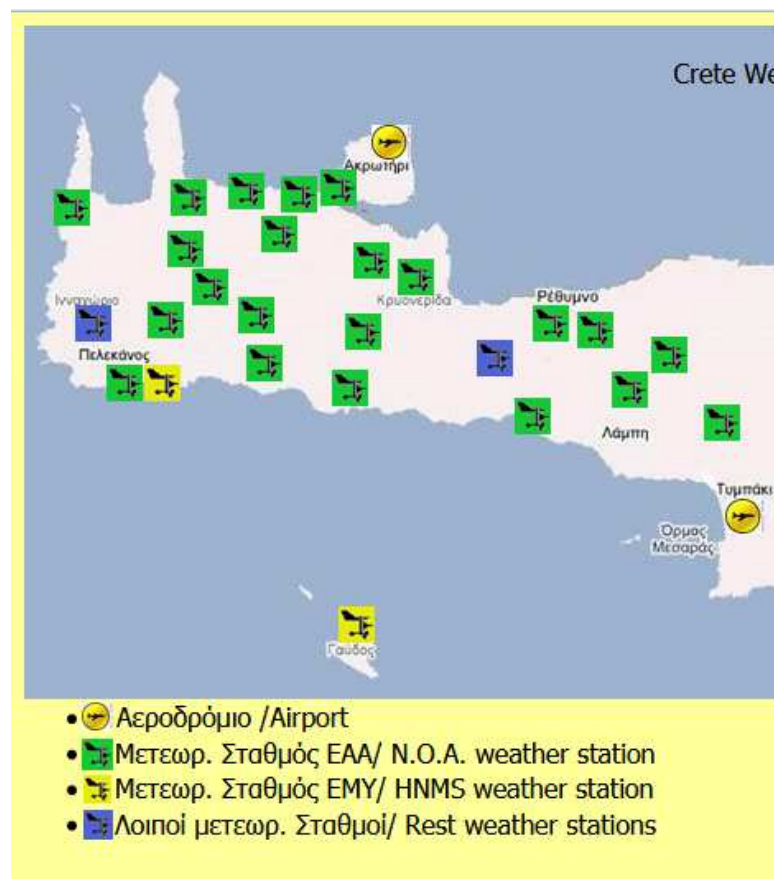 Crete We
Ακρωτήρι
Ινναχώριο
Κρυονερίδα
Ρέθυμνο
Πελεκάνος
Λάμπη
Τυμπάκι
Όρμος
Μεσαράς
Γαύδος
• Αεροδρόμιο /Airport
• Μετεωρ. Σταθμός ΕΑΑ/ N.O.A. weather station
• Μετεωρ. Σταθμός ΕΜΥ/ HNMS weather station
• Λοιποί μετεωρ. Σταθμοί/ Rest weather stations